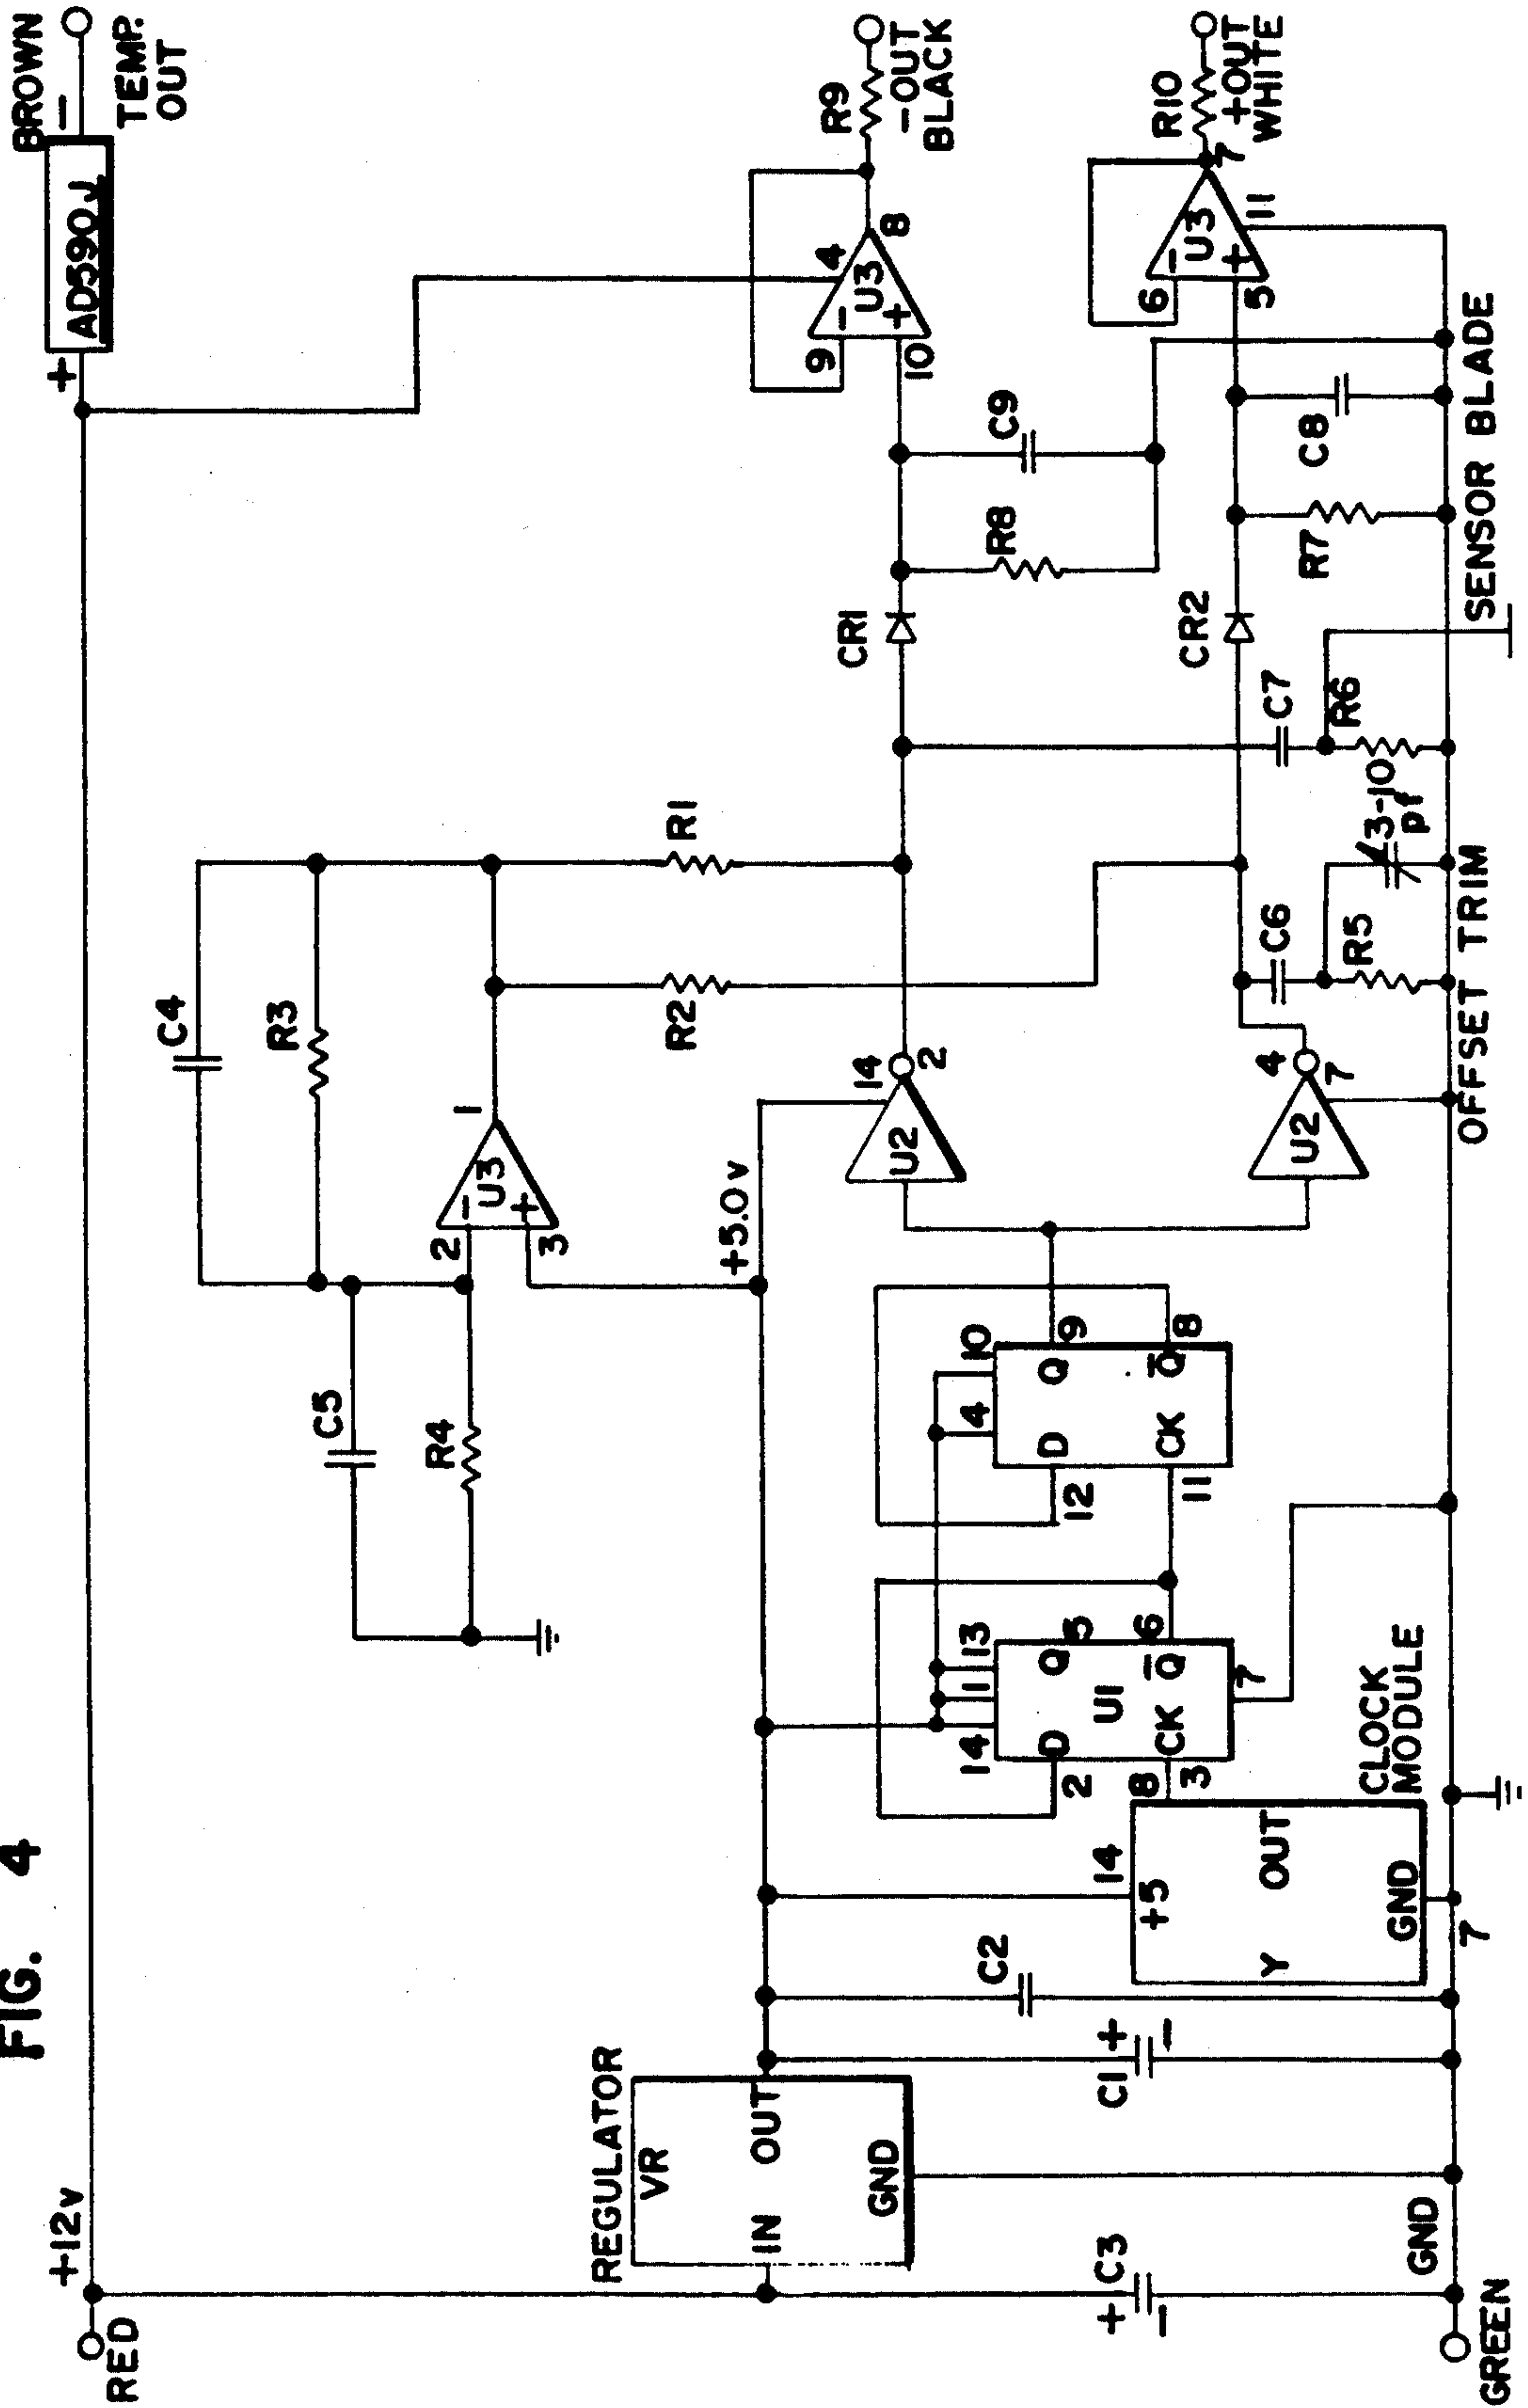 FIG. 4
+12v
RED
BROWN
+
AD590J
−
TEMP.
OUT
C4
R3
C5
R4
2
3
−
+
U3
1
R2
R1
4
9
10
−
+
U3
8
R9
−OUT
BLACK
REGULATOR
VR
IN
OUT
GND
+5.0v
14
U2
2
CR1
R8
C9
C3
+
−
C1
+
−
C2
14
+5
Y
OUT
GND
7
8
CLOCK
MODULE
14
1
13
D
Q
2
5
U1
CK
Q̅
3
6
7
4
10
D
Q
12
9
CK
Q̅
11
8
U2
4
7
C6
R5
3-10
pf
C7
R6
CR2
R7
C8
6
5
−
+
U3
7
11
R10
+OUT
WHITE
GND
GREEN
OFFSET TRIM
SENSOR BLADE